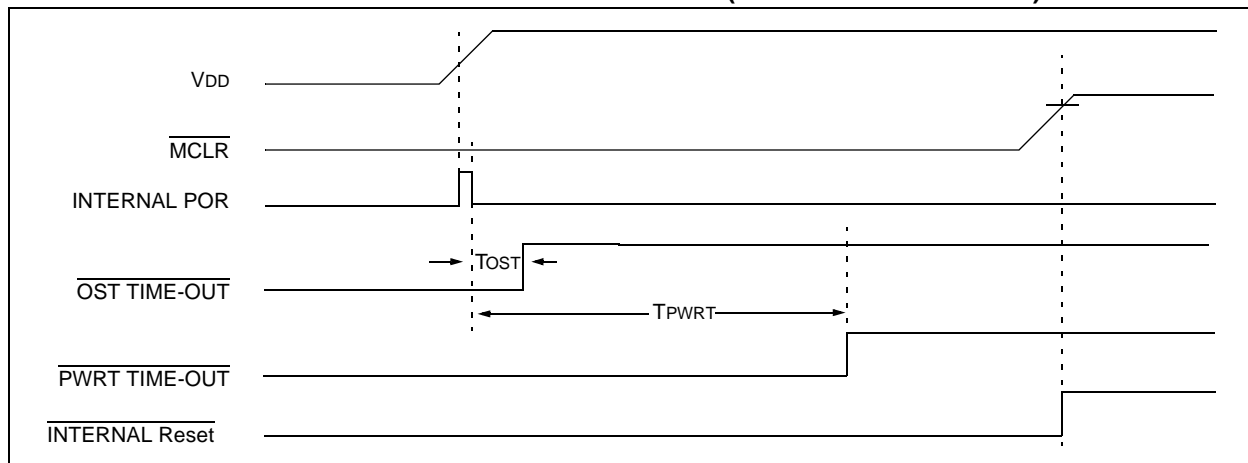 VDD
MCLR
INTERNAL POR
TOST
OST TIME-OUT
TPWRT
PWRT TIME-OUT
INTERNAL Reset